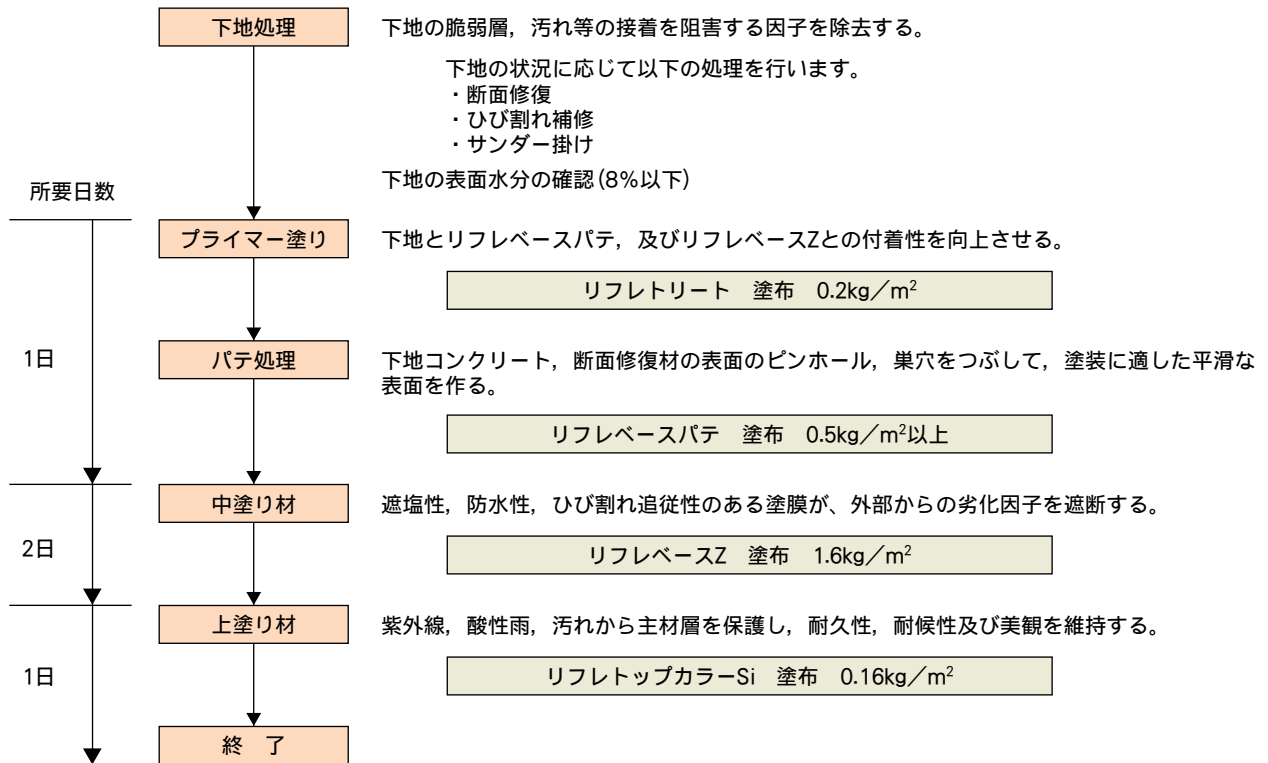 下地処理
下地の脆弱層，汚れ等の接着を阻害する因子を除去する。
下地の状況に応じて以下の処理を行います。
・断面修復
・ひび割れ補修
・サンダー掛け
下地の表面水分の確認(8％以下)
所要日数
プライマー塗り
下地とリフレベースパテ，及びリフレベースZとの付着性を向上させる。
リフレトリート　塗布　0.2kg／m²
1日
パテ処理
下地コンクリート，断面修復材の表面のピンホール，巣穴をつぶして，塗装に適した平滑な
表面を作る。
リフレベースパテ　塗布　0.5kg／m²以上
中塗り材
遮塩性，防水性，ひび割れ追従性のある塗膜が、外部からの劣化因子を遮断する。
2日
リフレベースZ　塗布　1.6kg／m²
上塗り材
紫外線，酸性雨，汚れから主材層を保護し，耐久性，耐候性及び美観を維持する。
1日
リフレトップカラーSi　塗布　0.16kg／m²
終　了